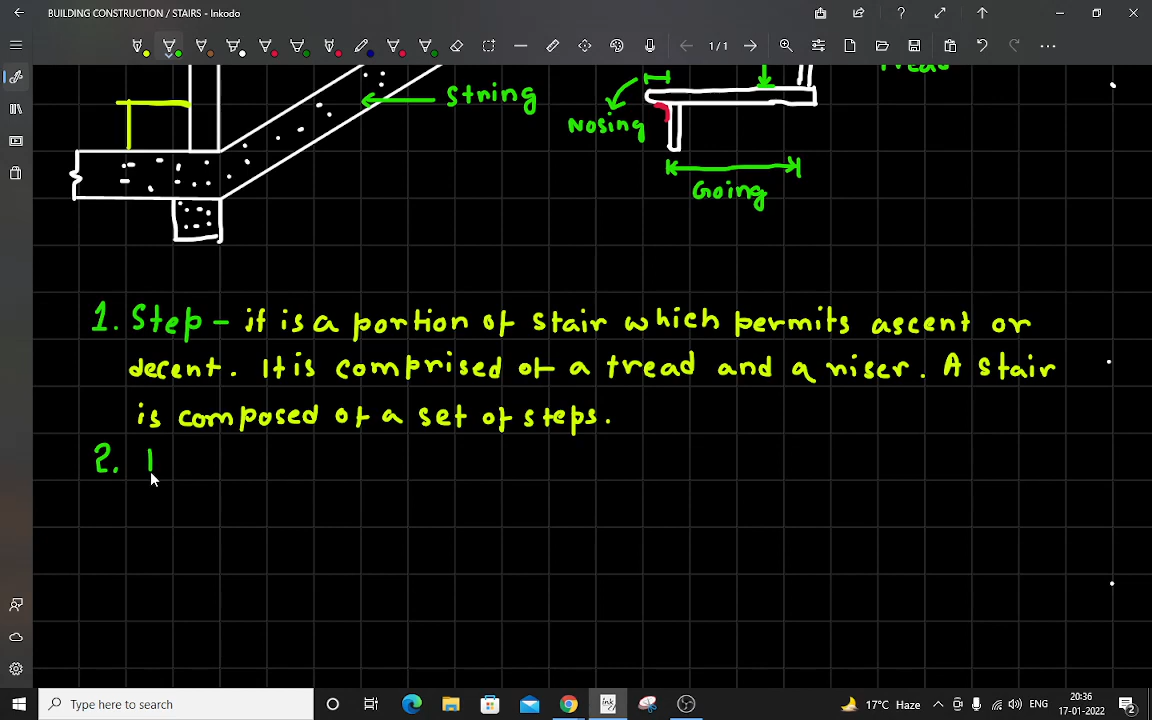 BUILDING CONSTRUCTION / STAIRS - Inkodo
1/1
String
Nosing
Going
1. Step - it is a portion of stair which permits ascent or
decent. It is comprised of a tread and a riser. A stair
is composed of a set of steps.
2.
Type here to search
17°C Haze
ENG
20:36
17-01-2022
2